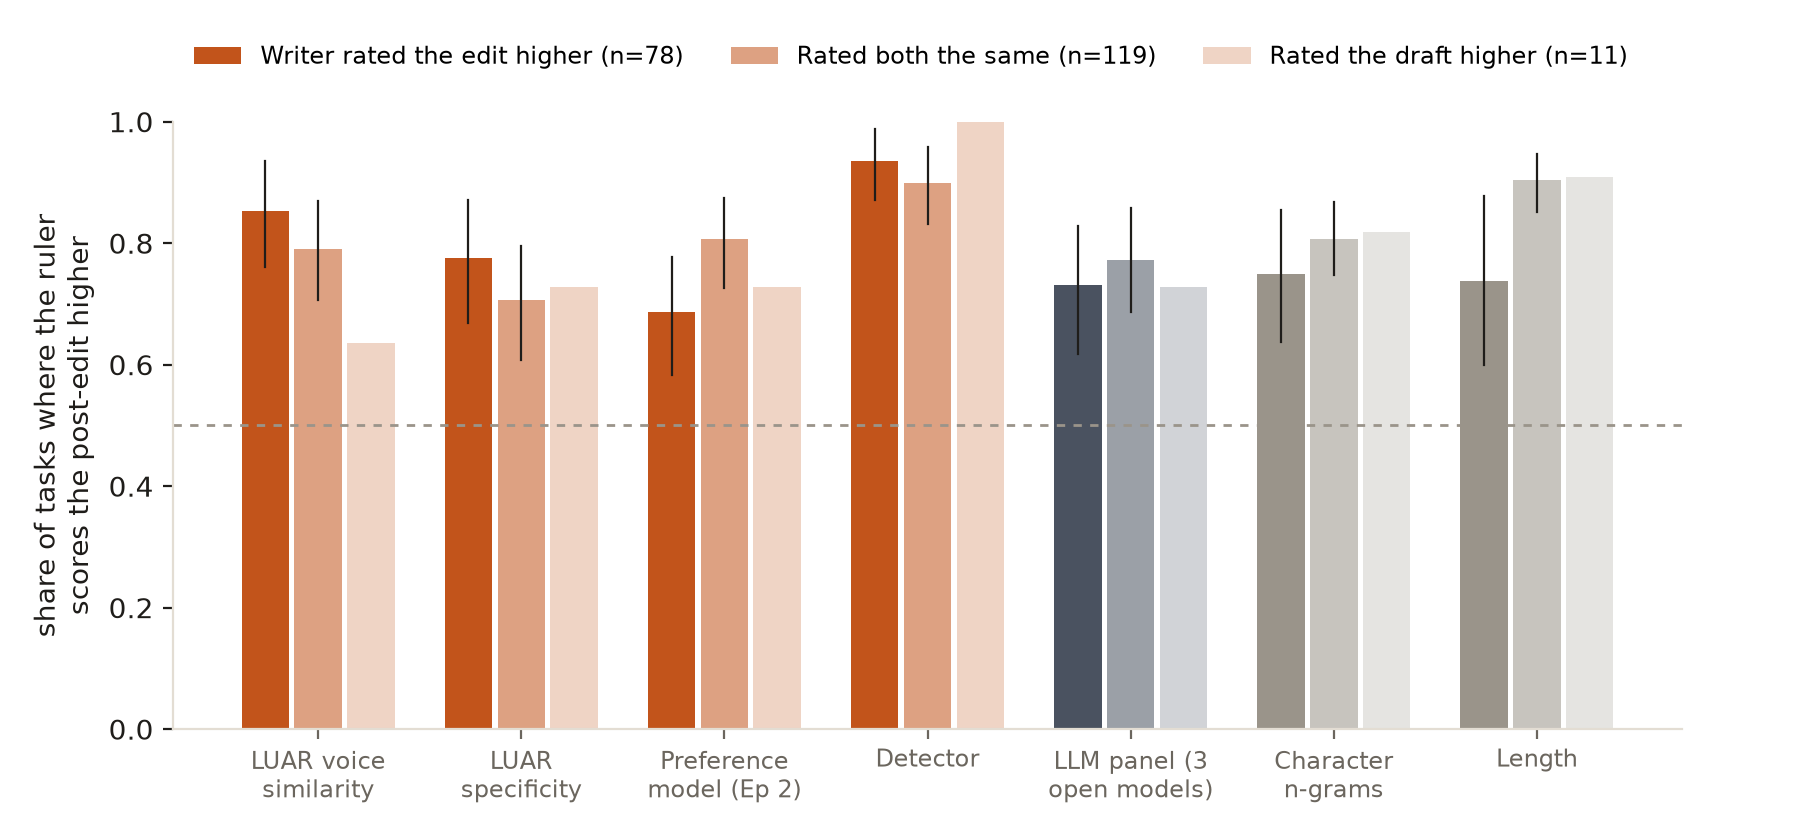 Writer rated the edit higher (n=78)
Rated both the same (n=119)
Rated the draft higher (n=11)
share of tasks where the ruler
scores the post-edit higher
1.0
0.8
0.6
0.4
0.2
0.0
LUAR voice
similarity
LUAR
specificity
Preference
model (Ep 2)
Detector
LLM panel (3
open models)
Character
n-grams
Length